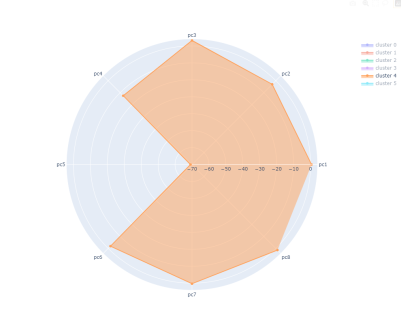 pc3
cluster 0
cluster 1
cluster 2
cluster 3
cluster 4
cluster 5
pc4
pc2
pc5
pc1
−70 −60 −50 −40 −30 −20 −10 0
pc6
pc8
pc7